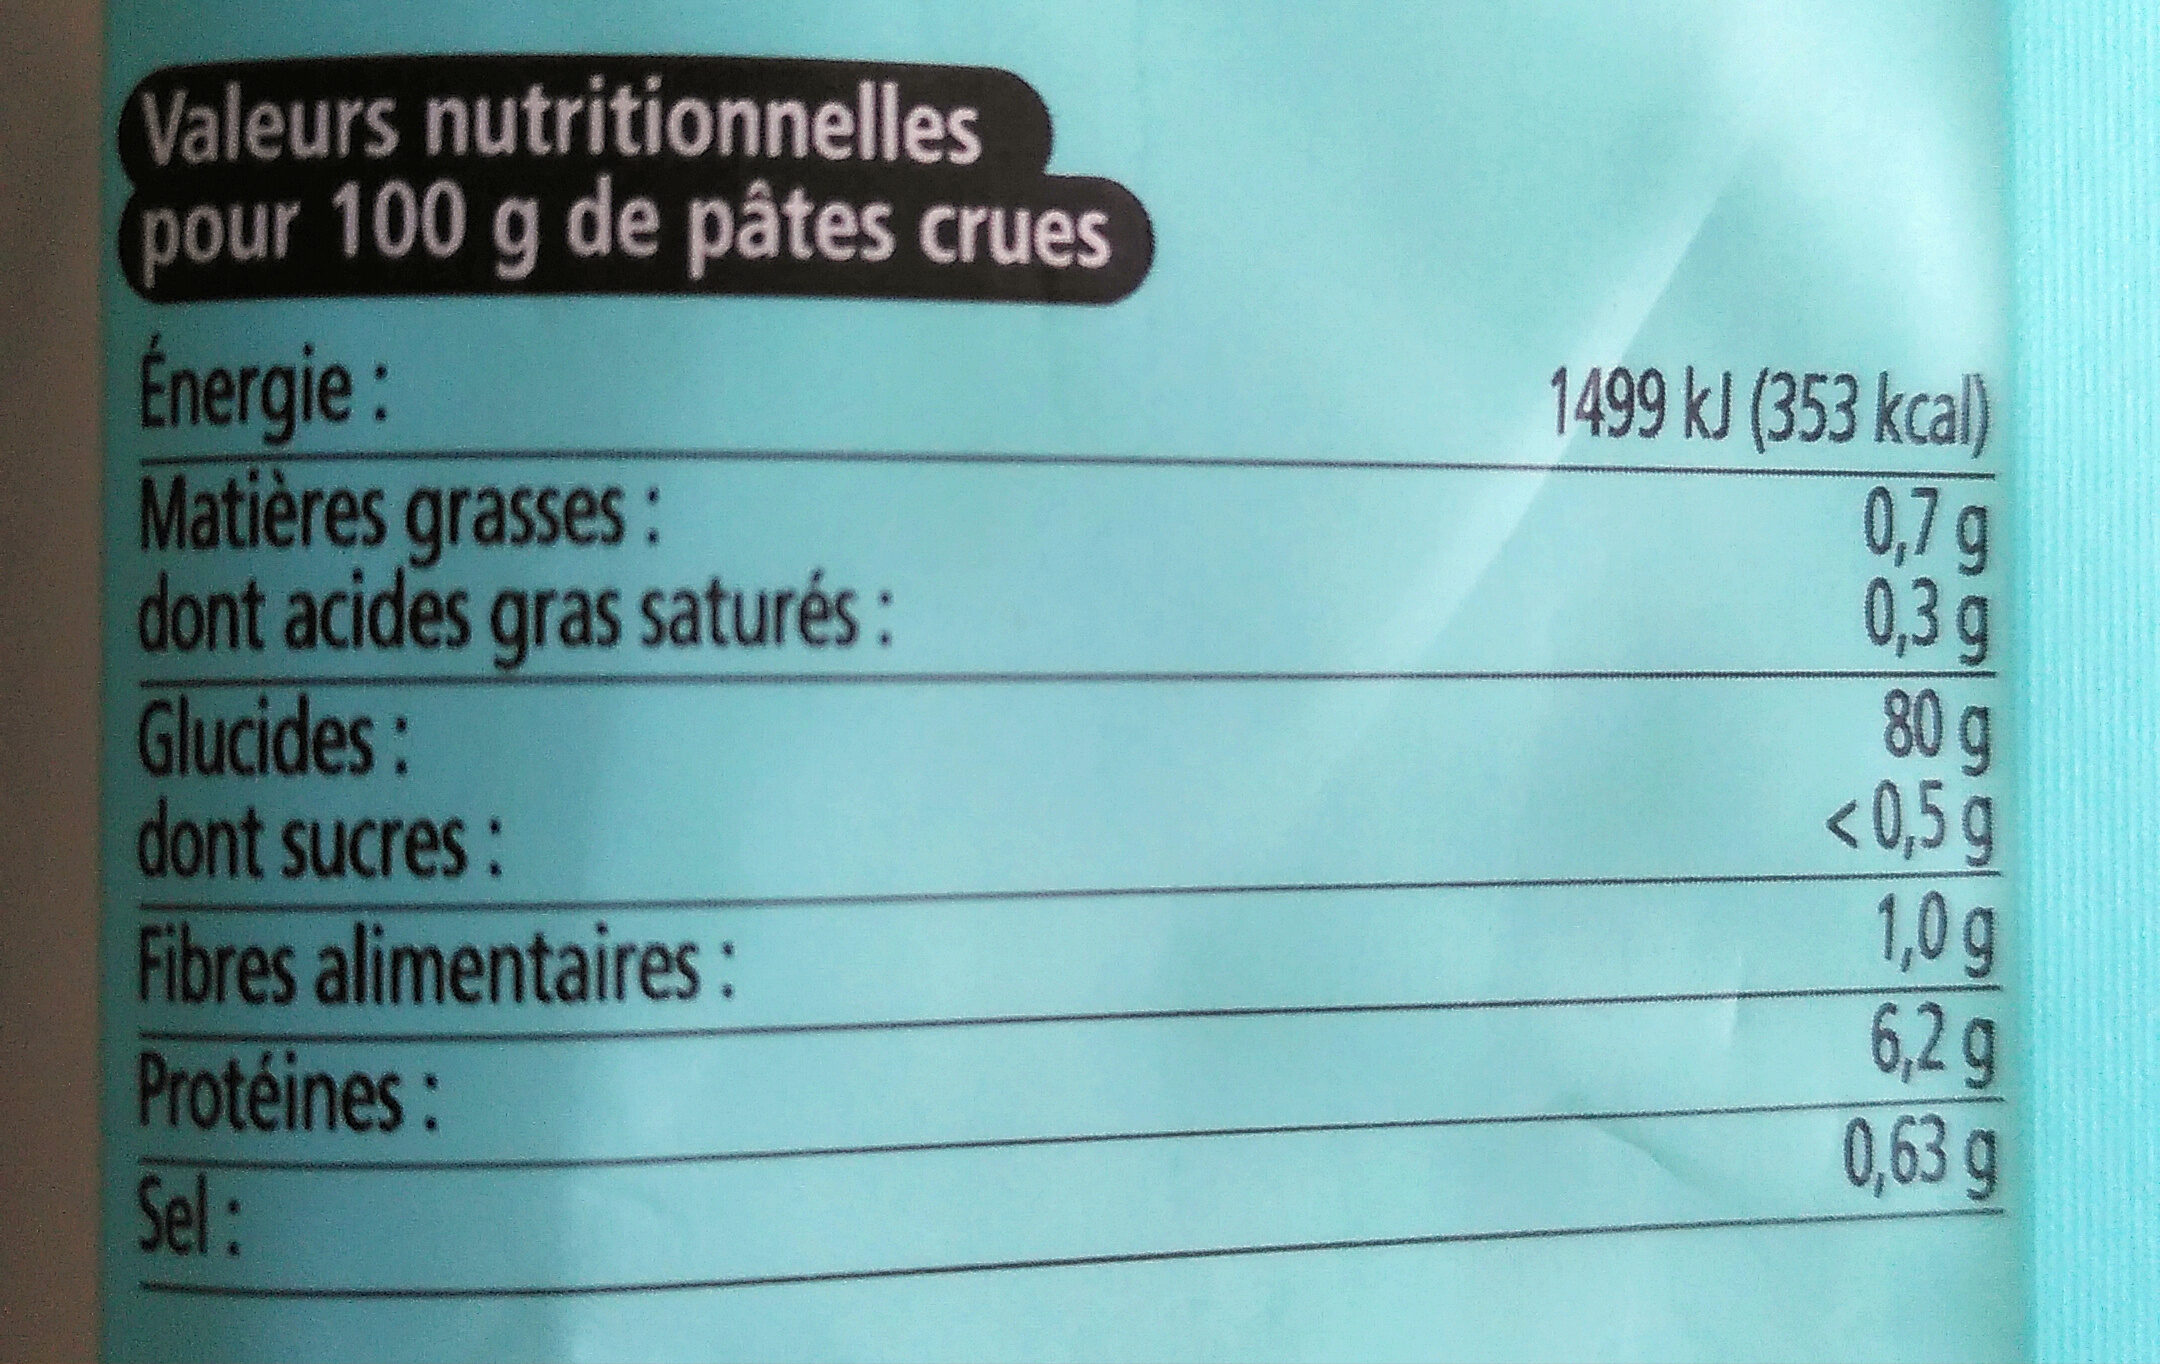 Valeurs nutritionnelles
pour 100 g de pâtes crues
Énergie : 1499 kJ (353 kcal)
Matières grasses : 0,7 g
dont acides gras saturés : 0,3 g
Glucides : 80 g
dont sucres : < 0,5 g
Fibres alimentaires : 1,0 g
Protéines : 6,2 g
Sel : 0,63 g